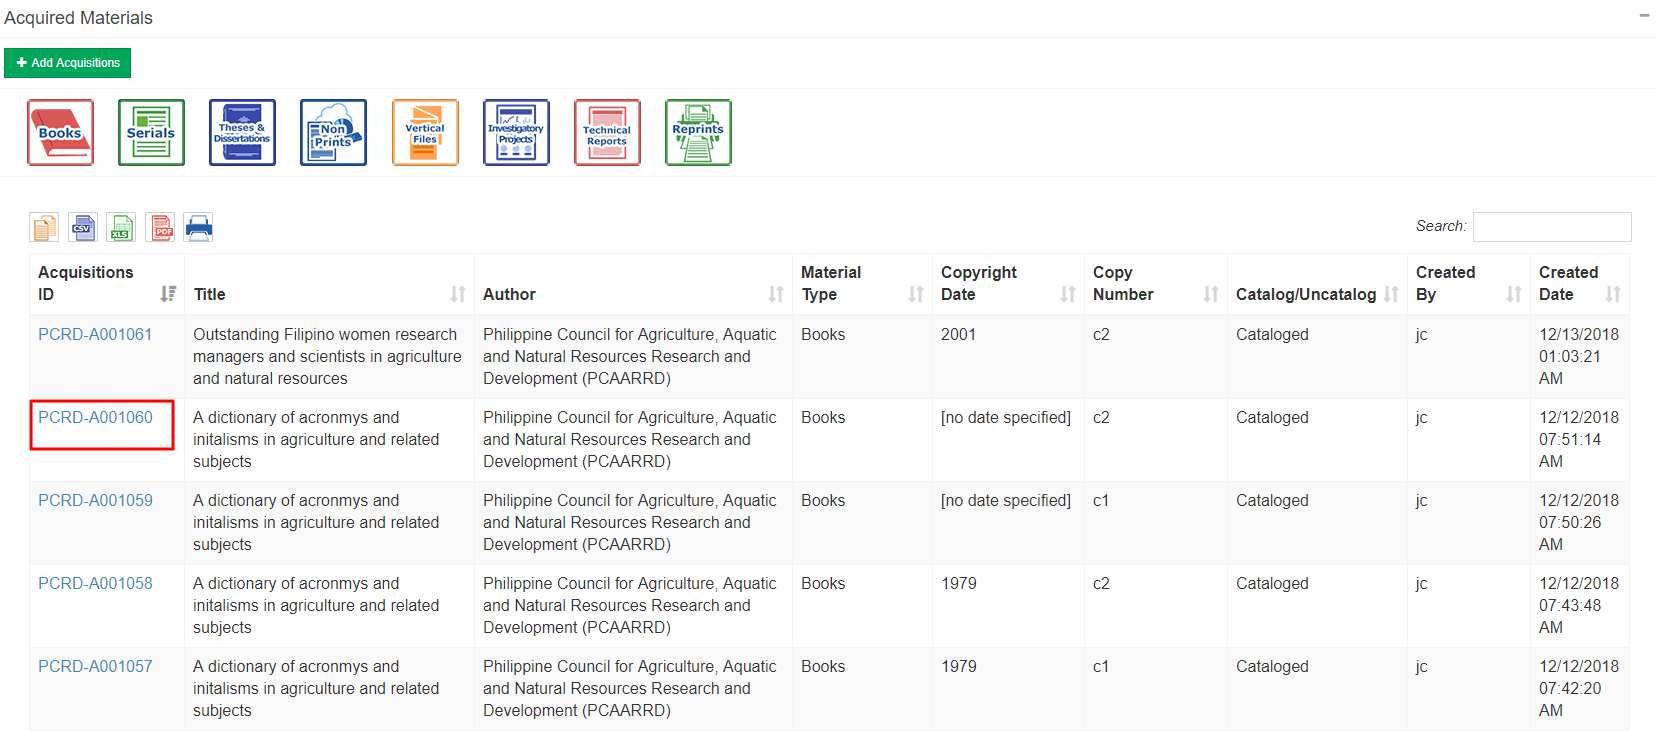 Acquired Materials
Add Acquisitions
Books
Serials
Theses &
Dissertations
Non
Prints
Vertical
Files
Investigatory
Projects
Technical
Reports
Reprints
CSV
XLS
PDF
Search:
Acquisitions
ID
Title
Author
Material
Type
Copyright
Date
Copy
Number
Catalog/Uncatalog
Created
By
Created
Date
PCRD-A001061
Outstanding Filipino women research
managers and scientists in agriculture
and natural resources
Philippine Council for Agriculture, Aquatic
and Natural Resources Research and
Development (PCAARRD)
Books
2001
c2
Cataloged
jc
12/13/2018
01:03:21
AM
PCRD-A001060
A dictionary of acronmys and
initalisms in agriculture and related
subjects
Philippine Council for Agriculture, Aquatic
and Natural Resources Research and
Development (PCAARRD)
Books
[no date specified]
c2
Cataloged
jc
12/12/2018
07:51:14
AM
PCRD-A001059
A dictionary of acronmys and
initalisms in agriculture and related
subjects
Philippine Council for Agriculture, Aquatic
and Natural Resources Research and
Development (PCAARRD)
Books
[no date specified]
c1
Cataloged
jc
12/12/2018
07:50:26
AM
PCRD-A001058
A dictionary of acronmys and
initalisms in agriculture and related
subjects
Philippine Council for Agriculture, Aquatic
and Natural Resources Research and
Development (PCAARRD)
Books
1979
c2
Cataloged
jc
12/12/2018
07:43:48
AM
PCRD-A001057
A dictionary of acronmys and
initalisms in agriculture and related
subjects
Philippine Council for Agriculture, Aquatic
and Natural Resources Research and
Development (PCAARRD)
Books
1979
c1
Cataloged
jc
12/12/2018
07:42:20
AM